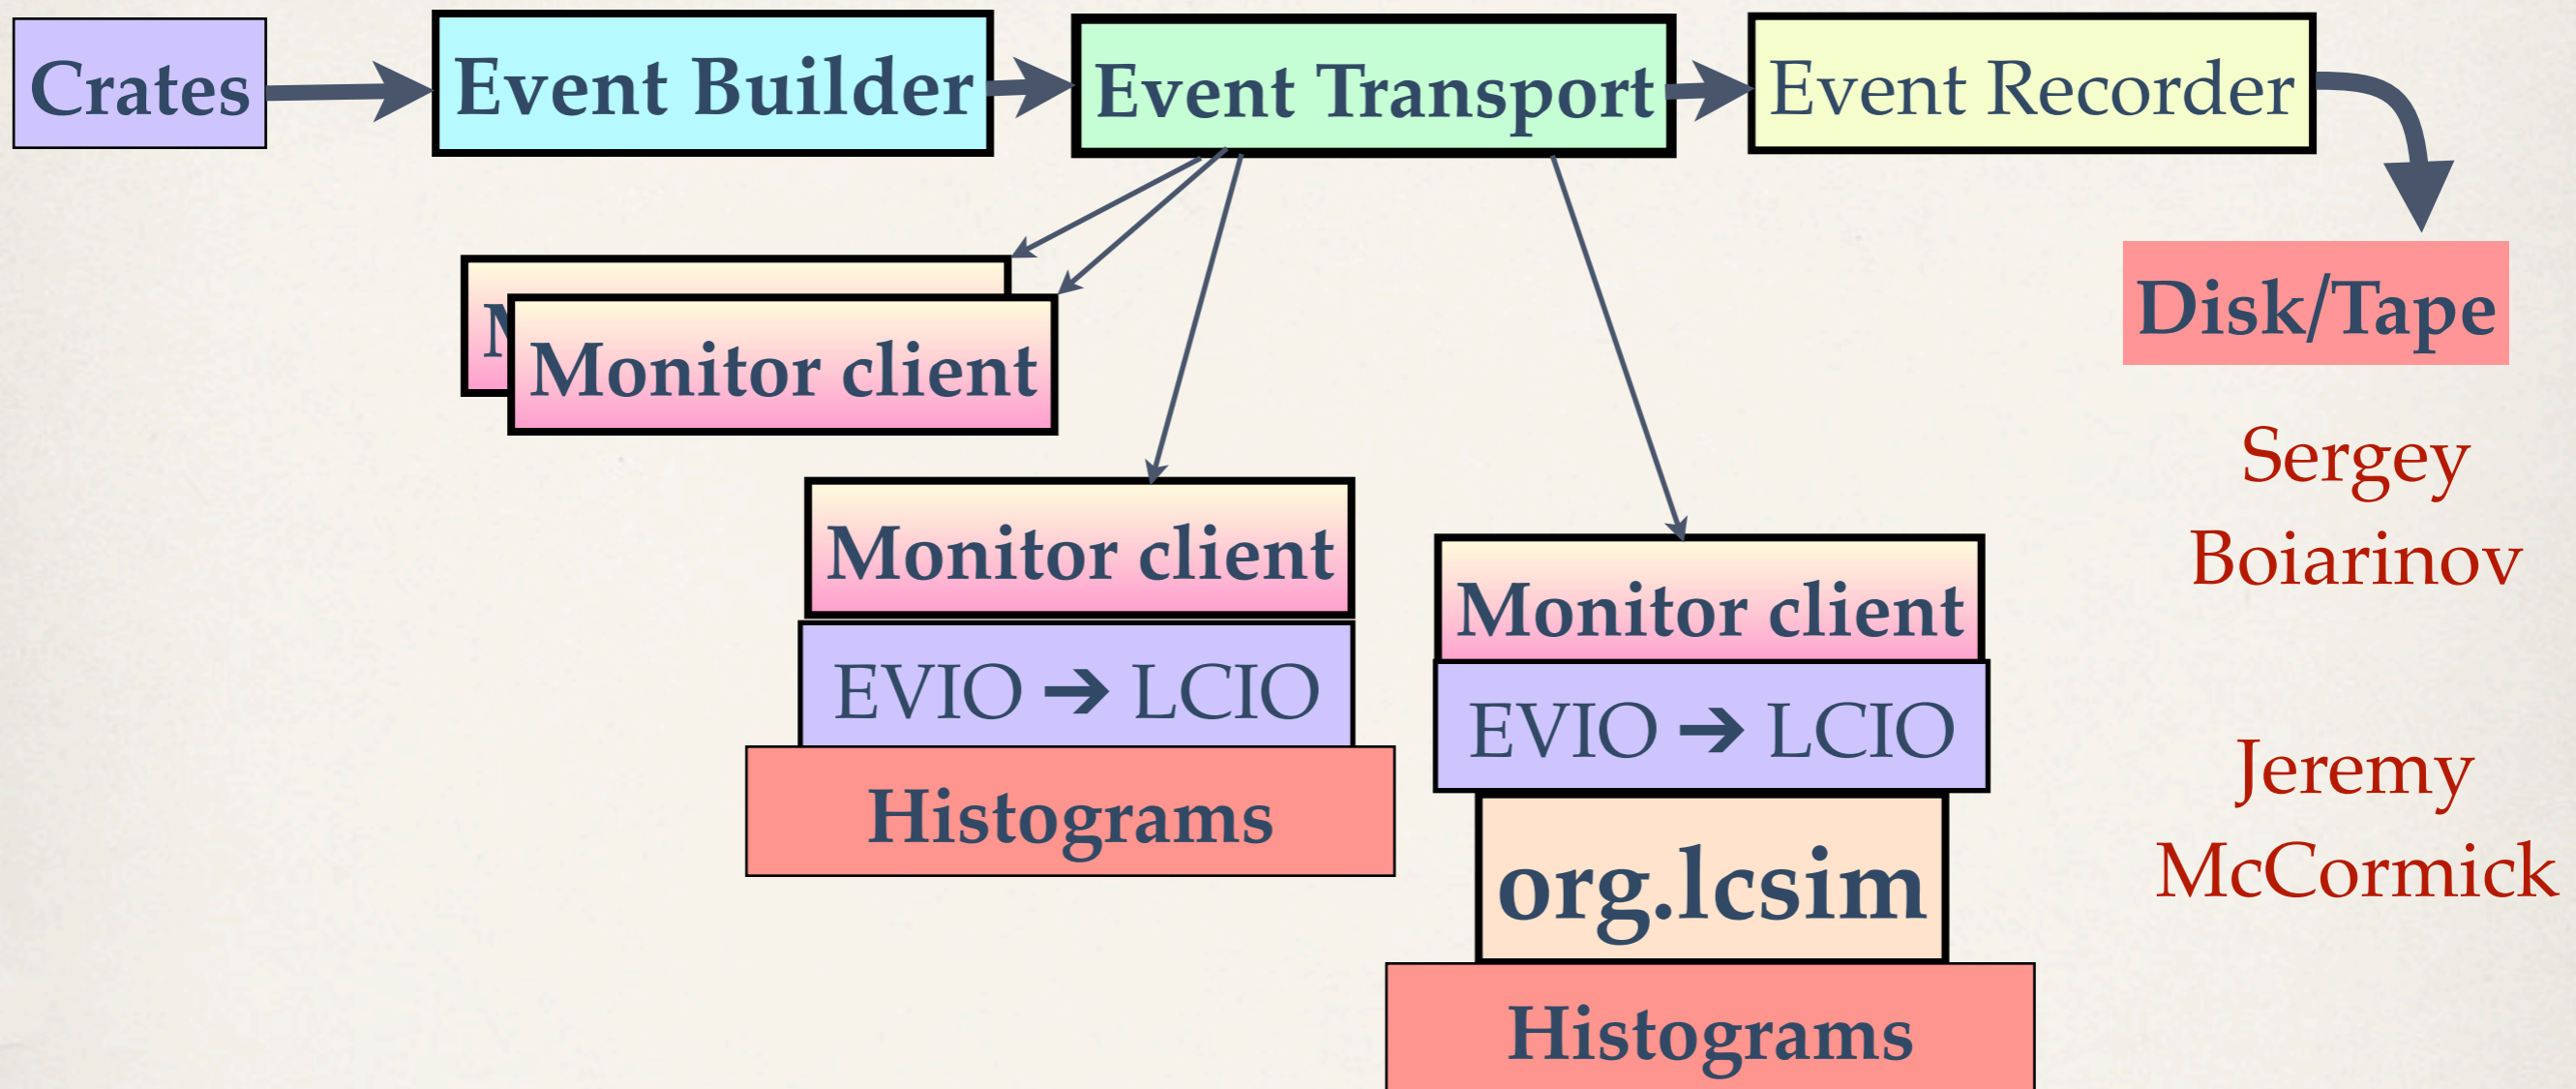 Crates
Event Builder
Event Transport
Event Recorder
Disk/Tape
Monitor client
Monitor client
EVIO ➔ LCIO
Histograms
Monitor client
EVIO ➔ LCIO
org.lcsim
Histograms
Sergey
Boiarinov
Jeremy
McCormick